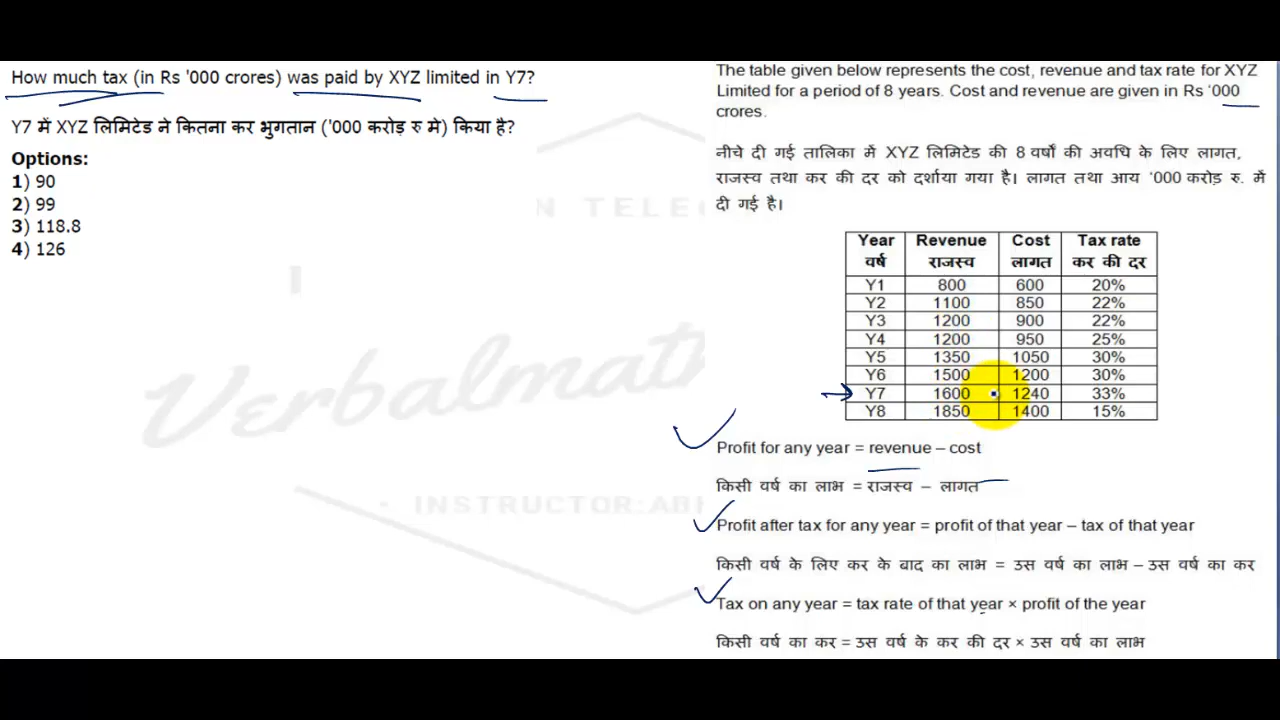 How much tax (in Rs '000 crores) was paid by XYZ limited in Y7?
Y7 में XYZ लिमिटेड ने कितना कर भुगतान ('000 करोड़ रु मे) किया है?
Options:
1) 90
2) 99
3) 118.8
4) 126
The table given below represents the cost, revenue and tax rate for XYZ
Limited for a period of 8 years. Cost and revenue are given in Rs '000
crores.
नीचे दी गई तालिका में XYZ लिमिटेड की 8 वर्षों की अवधि के लिए लागत,
राजस्व तथा कर की दर को दर्शाया गया है। लागत तथा आय '000 करोड़ रु. में
दी गई है।
Year Revenue Cost Tax rate
वर्ष राजस्व लागत कर की दर
Y1 800 600 20%
Y2 1100 850 22%
Y3 1200 900 22%
Y4 1200 950 25%
Y5 1350 1050 30%
Y6 1500 1200 30%
Y7 1600 1240 33%
Y8 1850 1400 15%
Profit for any year = revenue – cost
किसी वर्ष का लाभ = राजस्व – लागत
Profit after tax for any year = profit of that year – tax of that year
किसी वर्ष के लिए कर के बाद का लाभ = उस वर्ष का लाभ – उस वर्ष का कर
Tax on any year = tax rate of that year × profit of the year
किसी वर्ष का कर = उस वर्ष के कर की दर × उस वर्ष का लाभ
N TELE
Verbalmath
INSTRUCTOR:AB